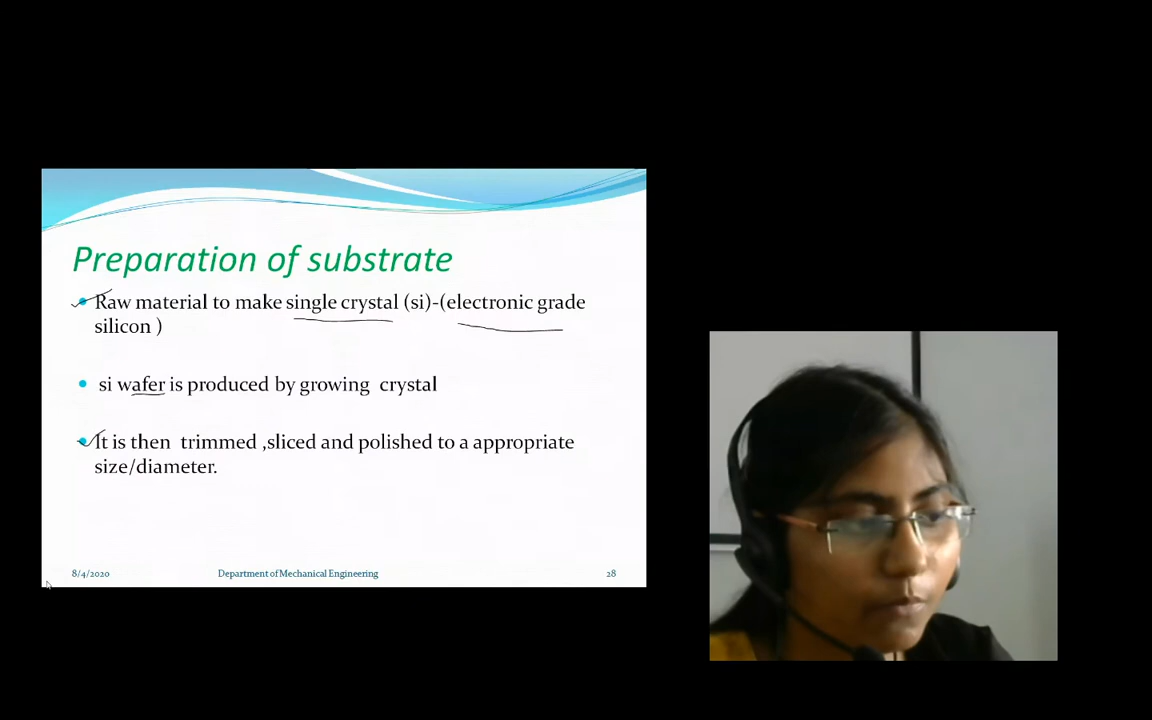 Preparation of substrate
Raw material to make single crystal (si)-(electronic grade
silicon )
si wafer is produced by growing crystal
It is then trimmed ,sliced and polished to a appropriate
size/diameter.
8/4/2020 Department of Mechanical Engineering 28